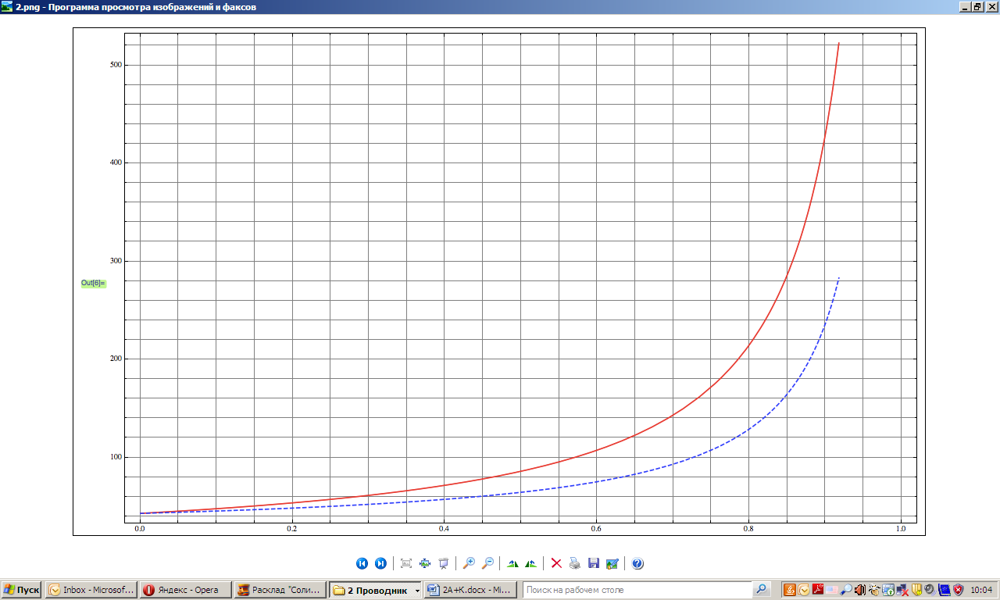 2.png - Программа просмотра изображений и факсов
500
400
300
200
100
Out[6]=
0.0 0.2 0.4 0.6 0.8 1.0
Пуск Inbox - Microsof... Яндекс - Opera Расклад "Соли... 2 Проводник 2A+K.docx - Mi... Поиск на рабочем столе 10:04